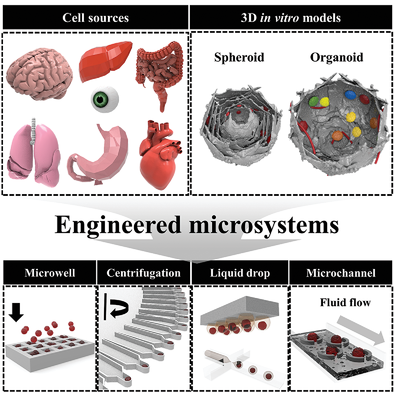 Cell sources
3D in vitro models
Spheroid
Organoid
Engineered microsystems
Microwell
Centrifugation
Liquid drop
Microchannel
Fluid flow